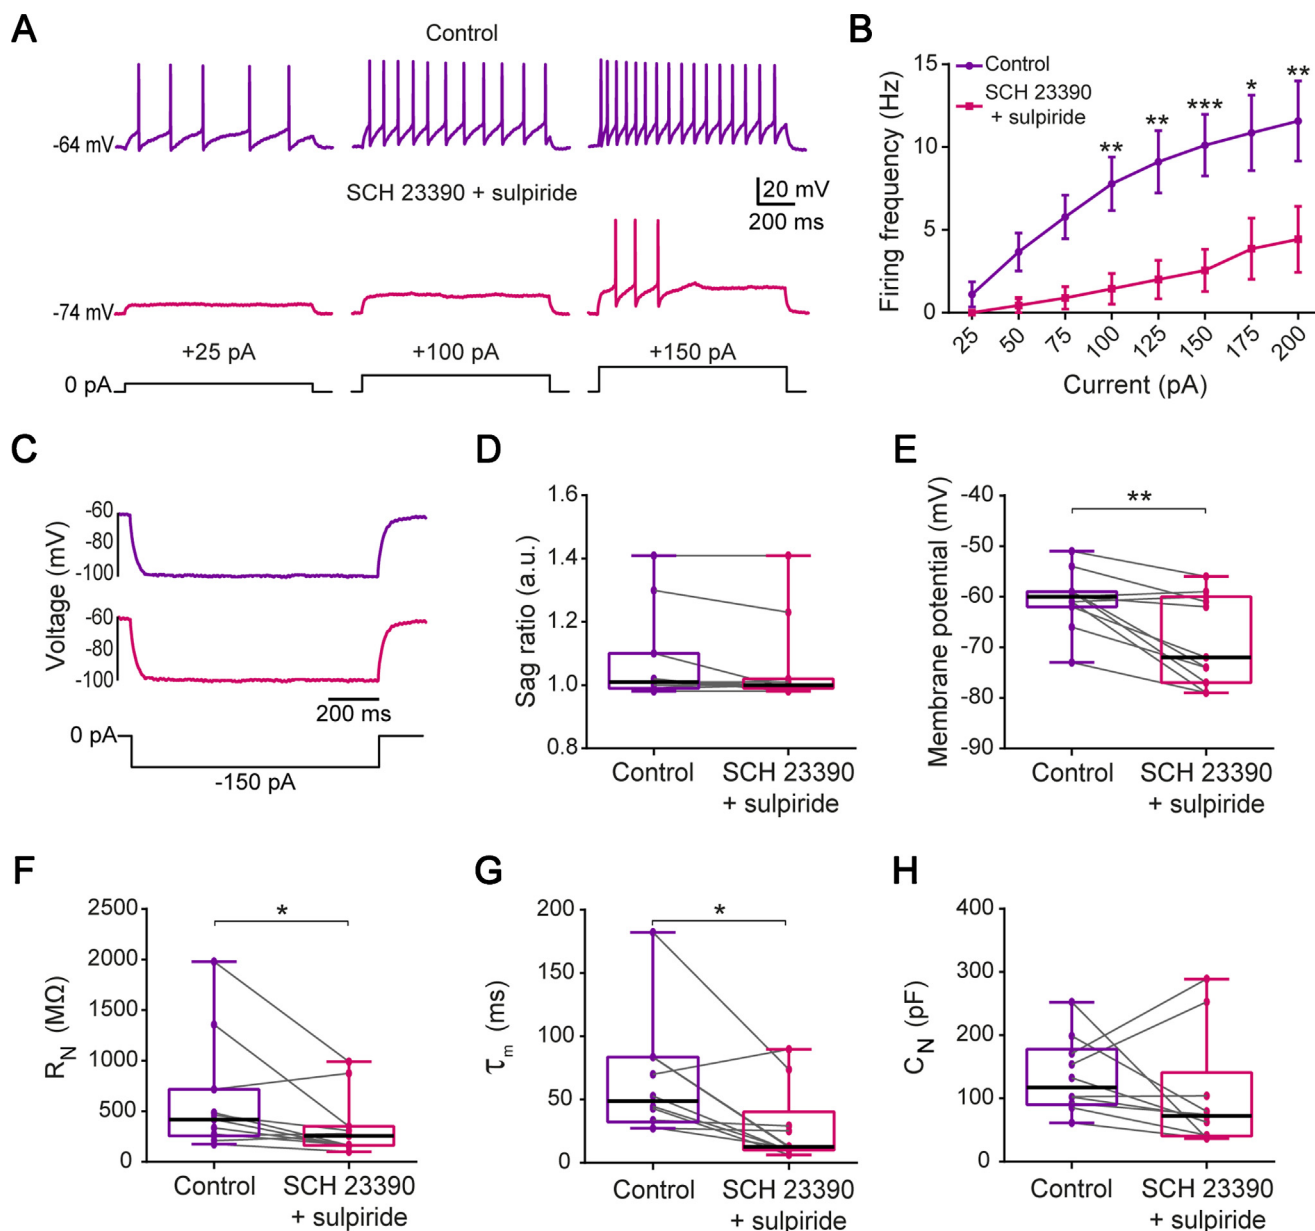 A
Control
-64 mV
SCH 23390 + sulpiride
20 mV
200 ms
-74 mV
+25 pA
+100 pA
+150 pA
0 pA
B
Firing frequency (Hz)
15
10
5
0
Control
SCH 23390
+ sulpiride
**
**
***
*
**
25
50
75
100
125
150
175
200
Current (pA)
C
Voltage (mV)
-60
-80
-100
-60
-80
-100
200 ms
0 pA
-150 pA
D
Sag ratio (a.u.)
1.6
1.4
1.2
1.0
0.8
Control
SCH 23390
+ sulpiride
E
Membrane potential (mV)
-40
-50
-60
-70
-80
-90
**
Control
SCH 23390
+ sulpiride
F
R_N (MΩ)
2500
2000
1500
1000
500
0
*
Control
SCH 23390
+ sulpiride
G
τ_m (ms)
200
150
100
50
0
*
Control
SCH 23390
+ sulpiride
H
C_N (pF)
400
300
200
100
0
Control
SCH 23390
+ sulpiride